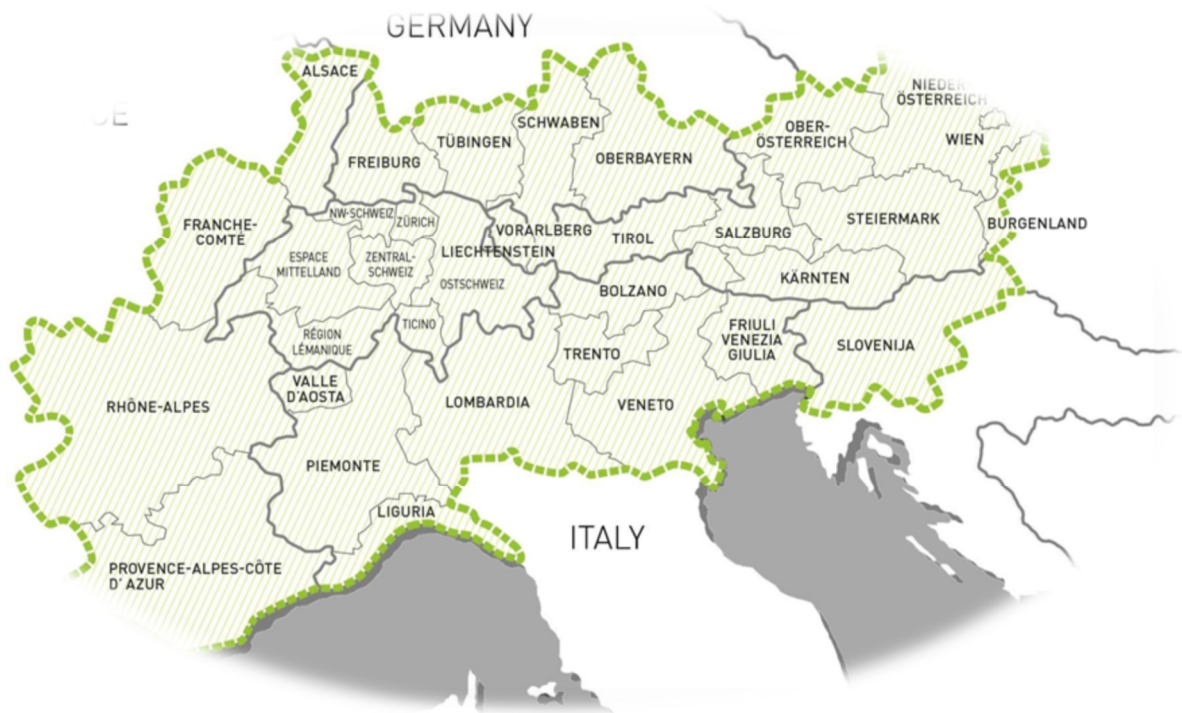 GERMANY
ALSACE
NIEDER
ÖSTERREICH
SCHWABEN
OBER-
ÖSTERREICH
TÜBINGEN
WIEN
FREIBURG
OBERBAYERN
NW-SCHWEIZ
ZÜRICH
FRANCHE-
COMTÉ
VORARLBERG
TIROL
SALZBURG
STEIERMARK
BURGENLAND
LIECHTENSTEIN
ESPACE
MITTELLAND
ZENTRAL-
SCHWEIZ
OSTSCHWEIZ
BOLZANO
KÄRNTEN
RÉGION
LÉMANIQUE
TICINO
FRIULI
VENEZIA
GIULIA
SLOVENIJA
TRENTO
VALLE
D'AOSTA
RHÔNE-ALPES
LOMBARDIA
VENETO
PIEMONTE
LIGURIA
ITALY
PROVENCE-ALPES-CÔTE
D' AZUR